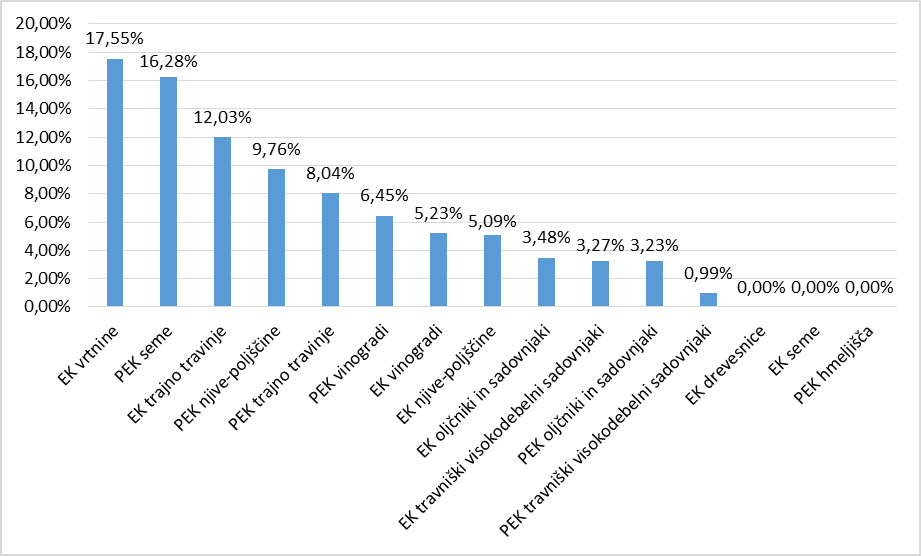 20,00%
18,00%
16,00%
14,00%
12,00%
10,00%
8,00%
6,00%
4,00%
2,00%
0,00%
17,55%
16,28%
12,03%
9,76%
8,04%
6,45%
5,23%
5,09%
3,48%
3,27%
3,23%
0,99%
0,00%
0,00%
0,00%
EK vrtnine
PEK seme
EK trajno travinje
PEK njive-poljščine
PEK trajno travinje
PEK vinogradi
EK vinogradi
EK njive-poljščine
EK oljčniki in sadovnjaki
EK travniški visokodebelni sadovnjaki
PEK oljčniki in sadovnjaki
PEK travniški visokodebelni sadovnjaki
EK drevesnice
EK seme
PEK hmeljišča